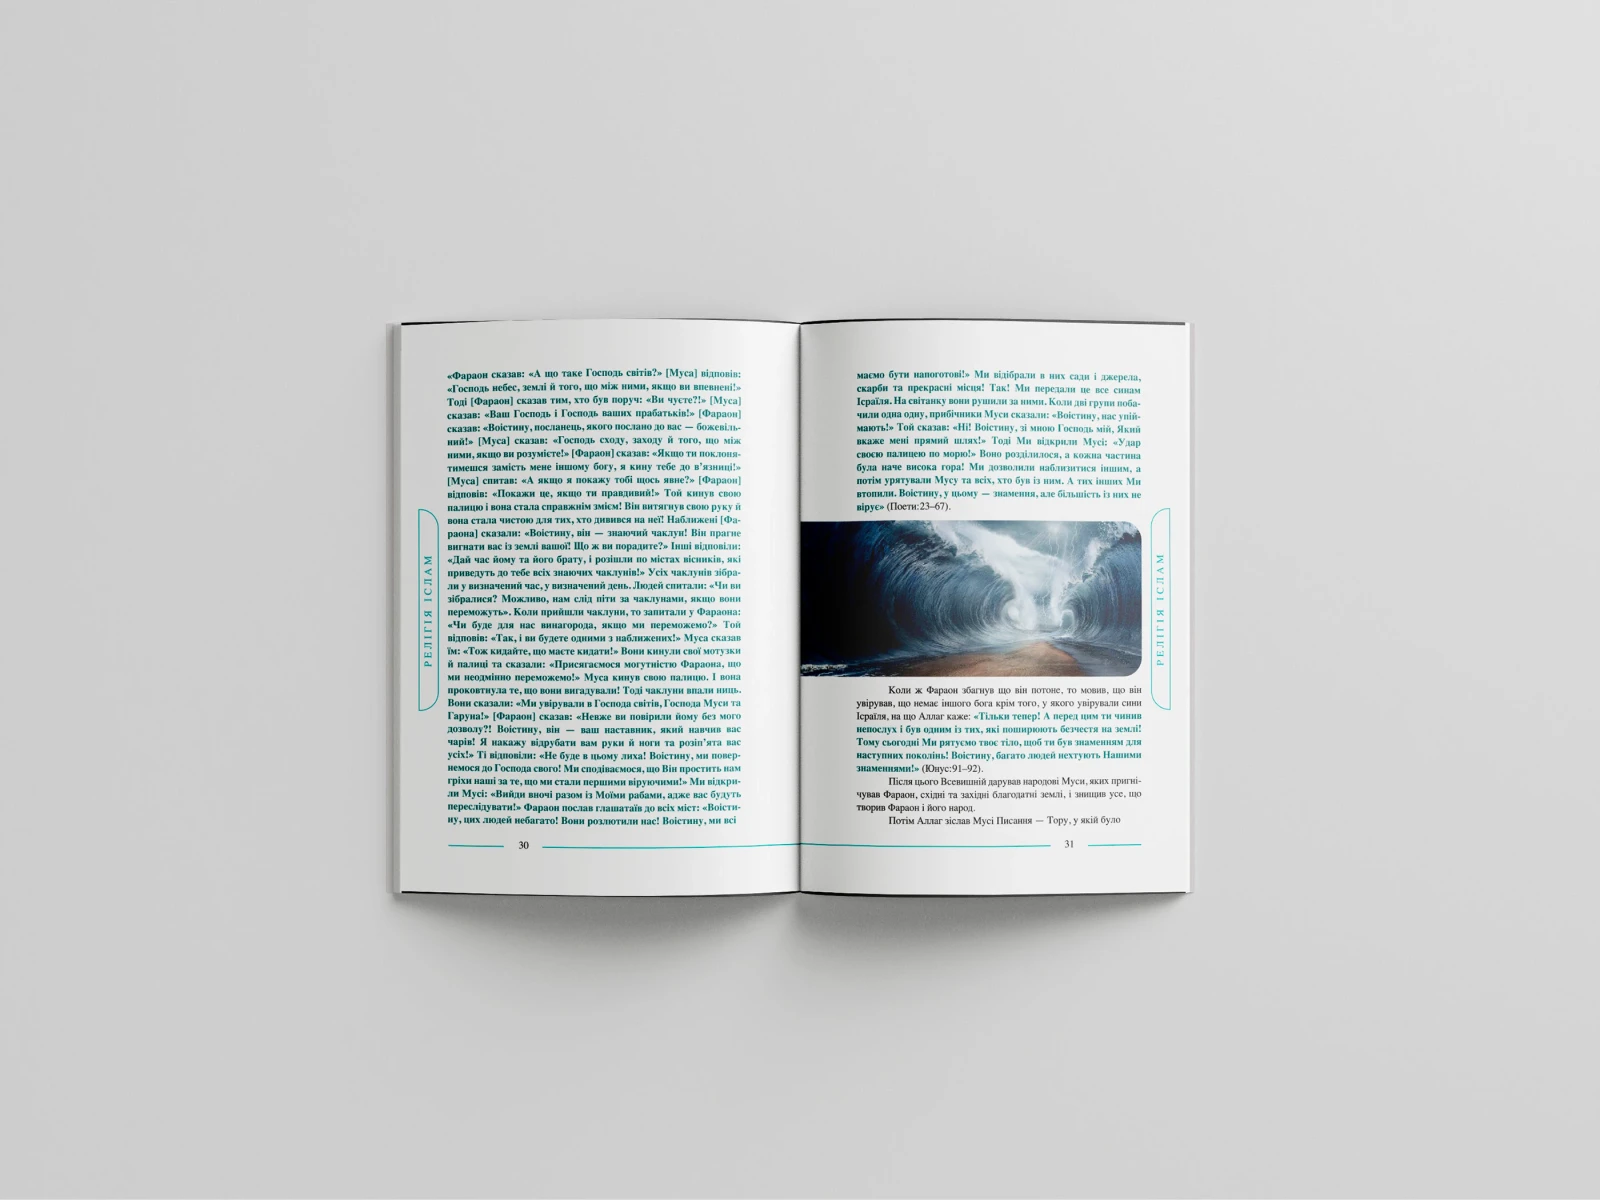 «Фараон сказав: «А що таке Господь світів?» [Муса] відповів:
«Господь небес, землі й того, що між ними, якщо ви впевнені!»
Тоді [Фараон] сказав тим, хто був поруч: «Ви чуєте?!» [Муса]
сказав: «Ваш Господь і Господь ваших прабатьків!» [Фараон]
сказав: «Воістину, посланець, якого послано до вас — божевіль-
ний!» [Муса] сказав: «Господь сходу, заходу й того, що між
ними, якщо ви розумієте!» [Фараон] сказав: «Якщо ти поклоня-
тимешся замість мене іншому богу, я кину тебе до в’язниці!»
[Муса] спитав: «А якщо я покажу тобі щось явне?» [Фараон]
відповів: «Покажи це, якщо ти правдивий!» Той кинув свою
палицю і вона стала справжнім змієм! Він витягнув свою руку й
вона стала чистою для тих, хто дивився на неї! Наближені [Фа-
раона] сказали: «Воістину, він — знаючий чаклун! Він прагне
вигнати вас із землі вашої! Що ж ви порадите?» Інші відповіли:
«Дай час йому та його брату, і розішли по містах вісників, які
приведуть до тебе всіх знаючих чаклунів!» Усіх чаклунів зібра-
ли у визначений час, у визначений день. Людей спитали: «Чи ви
зібралися? Можливо, нам слід піти за чаклунами, якщо вони
переможуть». Коли прийшли чаклуни, то запитали у Фараона:
«Чи буде для нас винагорода, якщо ми переможемо?» Той
відповів: «Так, і ви будете одними з наближених!» Муса сказав
їм: «Тож кидайте, що маєте кидати!» Вони кинули свої мотузки
й палиці та сказали: «Присягаємося могутністю Фараона, що
ми неодмінно переможемо!» Муса кинув свою палицю. І вона
проковтнула те, що вони вигадували! Тоді чаклуни впали ниць.
Вони сказали: «Ми увірували в Господа світів, Господа Муси та
Гаруна!» [Фараон] сказав: «Невже ви повірили йому без мого
дозволу?! Воістину, він — ваш наставник, який навчив вас
чарів! Я накажу відрубати вам руки й ноги та розіп’ята вас
усіх!» Ті відповіли: «Не буде в цьому лиха! Воістину, ми повер-
немося до Господа свого! Ми сподіваємося, що Він простить нам
гріхи наші за те, що ми стали першими віруючими!» Ми відкри-
ли Мусі: «Вийди вночі разом із Моїми рабами, адже вас будуть
переслідувати!» Фараон послав глашатаїв до всіх міст: «Воісти-
ну, цих людей небагато! Вони розлютили нас! Воістину, ми всі
30
РЕЛІГІЯ ІСЛАМ
маємо бути напоготові!» Ми відібрали в них сади і джерела,
скарби та прекрасні місця! Так! Ми передали це все синам
Ісраїля. На світанку вони рушили за ними. Коли дві групи поба-
чили одна одну, прибічники Муси сказали: «Воістину, нас упій-
мають!» Той сказав: «Ні! Воістину, зі мною Господь мій, Який
вкаже мені прямий шлях!» Тоді Ми відкрили Мусі: «Удар
своєю палицею по морю!» Воно розділилося, а кожна частина
була наче висока гора! Ми дозволили наблизитися іншим, а
потім урятували Мусу та всіх, хто був із ним. А тих інших Ми
втопили. Воістину, у цьому — знамення, але більшість із них не
вірує» (Поети:23–67).
Коли ж Фараон збагнув що він потоне, то мовив, що він
увірував, що немає іншого бога крім того, у якого увірували сини
Ісраїля, на що Аллаг каже: «Тільки тепер! А перед цим ти чинив
непослух і був одним із тих, які поширюють безчестя на землі!
Тому сьогодні Ми рятуємо твоє тіло, щоб ти був знаменням для
наступних поколінь! Воістину, багато людей нехтують Нашими
знаменнями!» (Юнус:91–92).
Після цього Всевишній дарував народові Муси, яких пригні-
чував Фараон, східні та західні благодатні землі, і знищив усе, що
творив Фараон і його народ.
Потім Аллаг зіслав Мусі Писання — Тору, у якій було
31
РЕЛІГІЯ ІСЛАМ